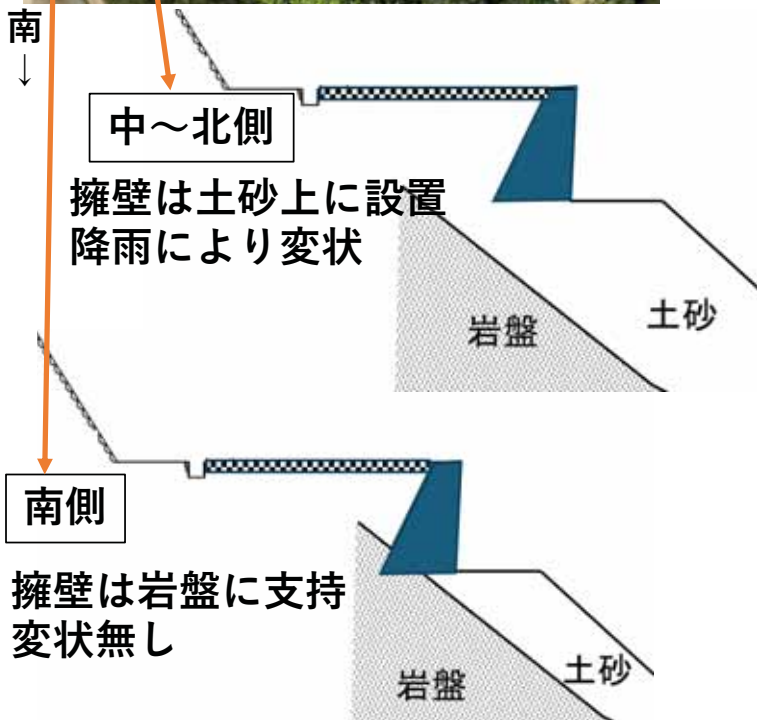 南
↓
中～北側
擁壁は土砂上に設置
降雨により変状
岩盤
土砂
南側
擁壁は岩盤に支持
変状無し
岩盤
土砂